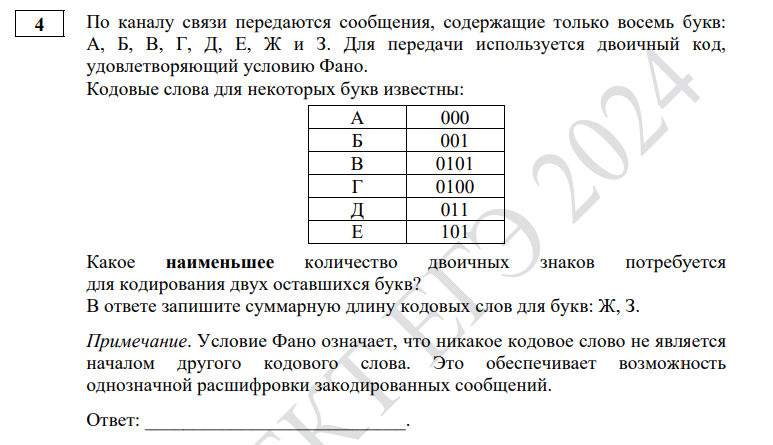 4
По каналу связи передаются сообщения, содержащие только восемь букв:
А, Б, В, Г, Д, Е, Ж и З. Для передачи используется двоичный код,
удовлетворяющий условию Фано.
Кодовые слова для некоторых букв известны:
А 000
Б 001
В 0101
Г 0100
Д 011
Е 101
Какое наименьшее количество двоичных знаков потребуется
для кодирования двух оставшихся букв?
В ответе запишите суммарную длину кодовых слов для букв: Ж, З.
Примечание. Условие Фано означает, что никакое кодовое слово не является
началом другого кодового слова. Это обеспечивает возможность
однозначной расшифровки закодированных сообщений.
Ответ: ___________________________.
ЕКТ ЕГЭ 2024